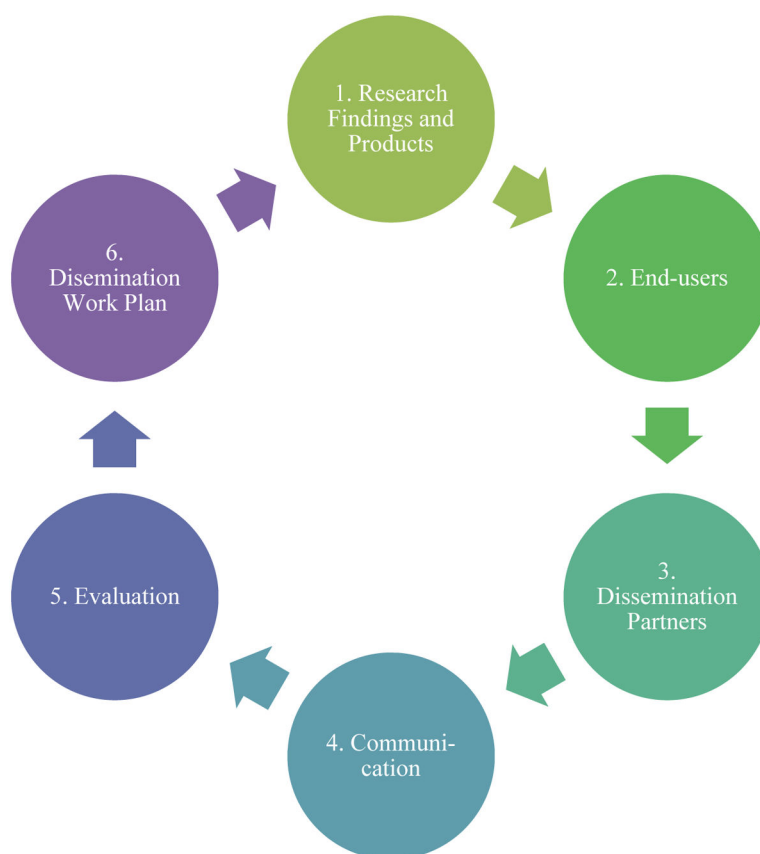 1. Research
Findings and
Products
2. End-users
3.
Dissemination
Partners
4. Communi-
cation
5. Evaluation
6.
Disemination
Work Plan